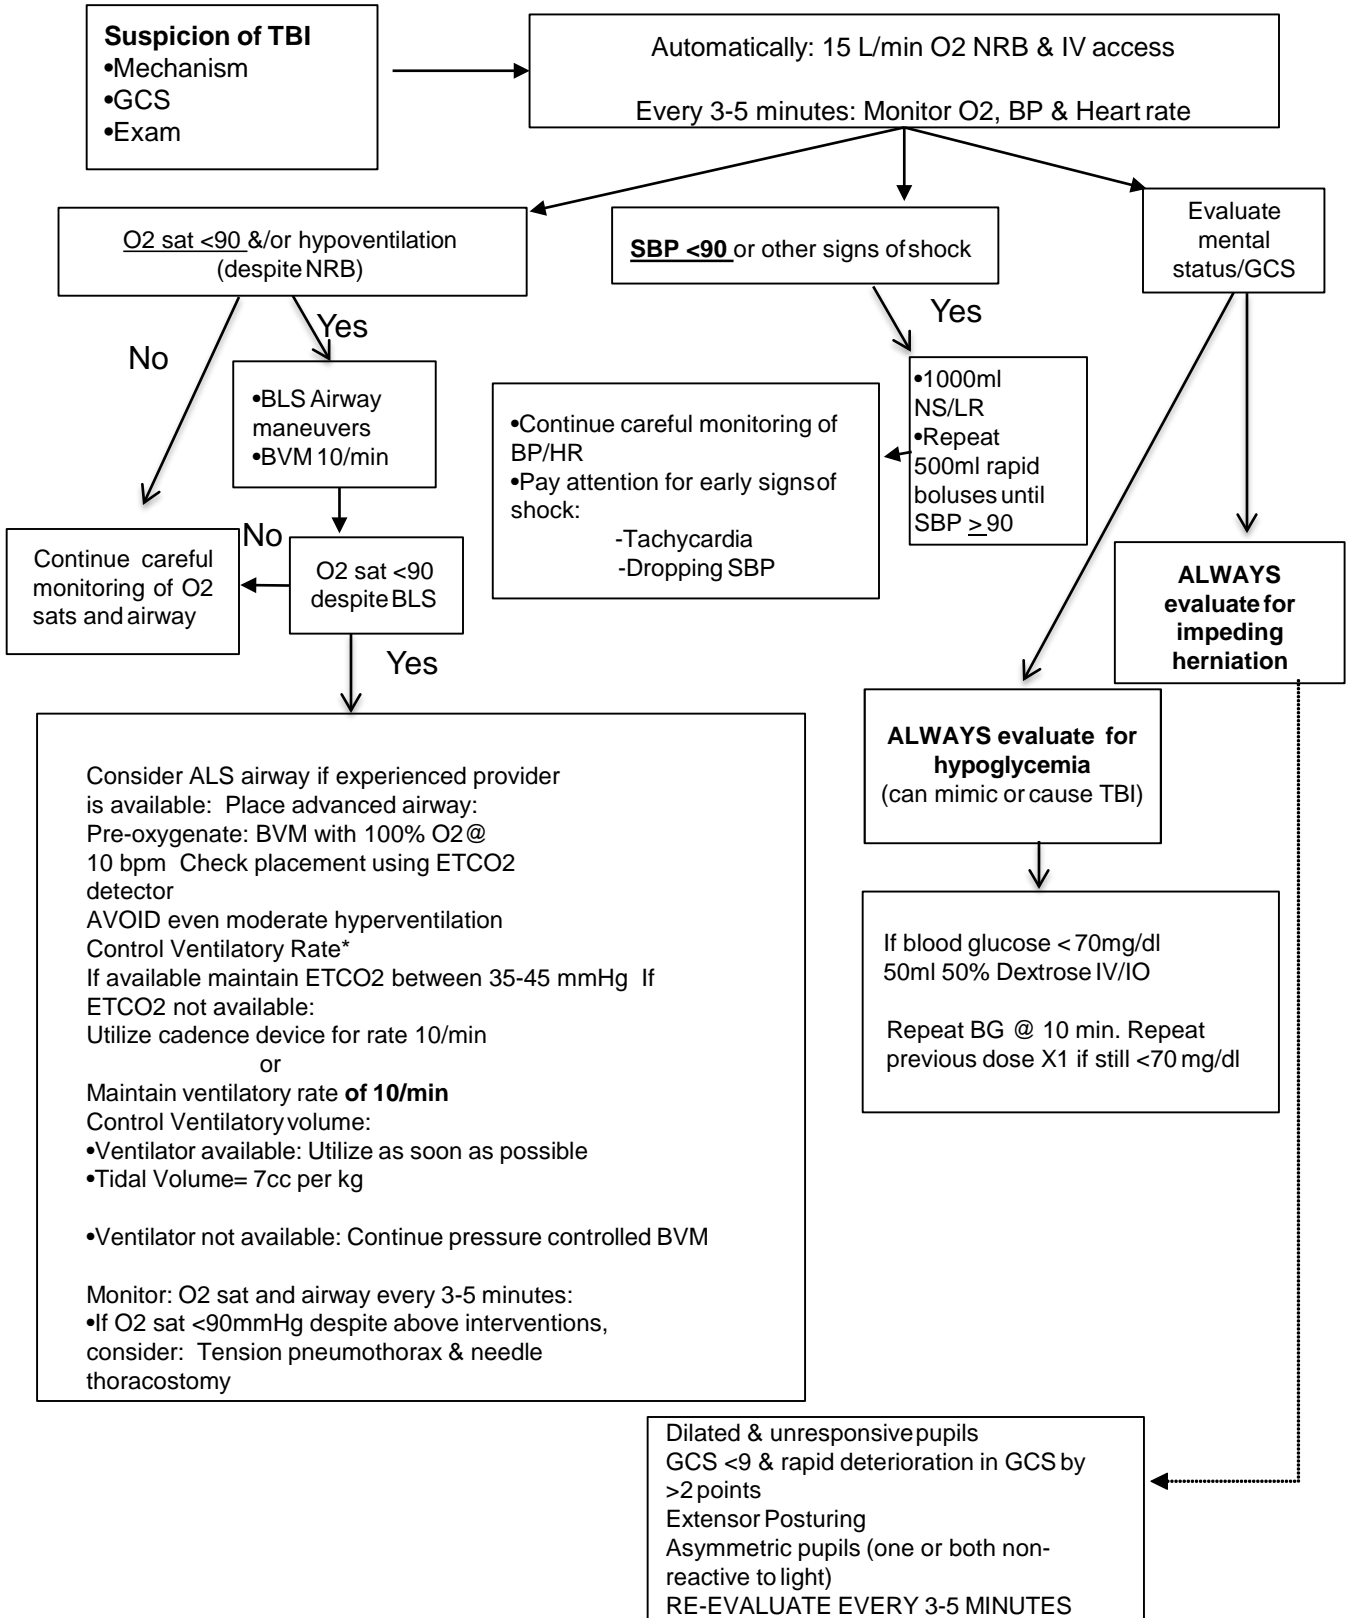 Suspicion of TBI
•Mechanism
•GCS
•Exam
Automatically: 15 L/min O2 NRB & IV access
Every 3-5 minutes: Monitor O2, BP & Heart rate
O2 sat <90 &/or hypoventilation
(despite NRB)
SBP <90 or other signs of shock
Evaluate
mental
status/GCS
No
Yes
Yes
•BLS Airway
maneuvers
•BVM 10/min
•Continue careful monitoring of
BP/HR
•Pay attention for early signs of
shock:
-Tachycardia
-Dropping SBP
•1000ml
NS/LR
•Repeat
500ml rapid
boluses until
SBP ≥ 90
No
Continue careful
monitoring of O2
sats and airway
O2 sat <90
despite BLS
Yes
ALWAYS
evaluate for
impeding
herniation
ALWAYS evaluate for
hypoglycemia
(can mimic or cause TBI)
Consider ALS airway if experienced provider
is available: Place advanced airway:
Pre-oxygenate: BVM with 100% O2@
10 bpm Check placement using ETCO2
detector
AVOID even moderate hyperventilation
Control Ventilatory Rate*
If available maintain ETCO2 between 35-45 mmHg If
ETCO2 not available:
Utilize cadence device for rate 10/min
or
Maintain ventilatory rate of 10/min
Control Ventilatory volume:
•Ventilator available: Utilize as soon as possible
•Tidal Volume= 7cc per kg
•Ventilator not available: Continue pressure controlled BVM
Monitor: O2 sat and airway every 3-5 minutes:
•If O2 sat <90mmHg despite above interventions,
consider: Tension pneumothorax & needle
thoracostomy
If blood glucose < 70mg/dl
50ml 50% Dextrose IV/IO
Repeat BG @ 10 min. Repeat
previous dose X1 if still <70 mg/dl
Dilated & unresponsive pupils
GCS <9 & rapid deterioration in GCS by
>2 points
Extensor Posturing
Asymmetric pupils (one or both non-
reactive to light)
RE-EVALUATE EVERY 3-5 MINUTES